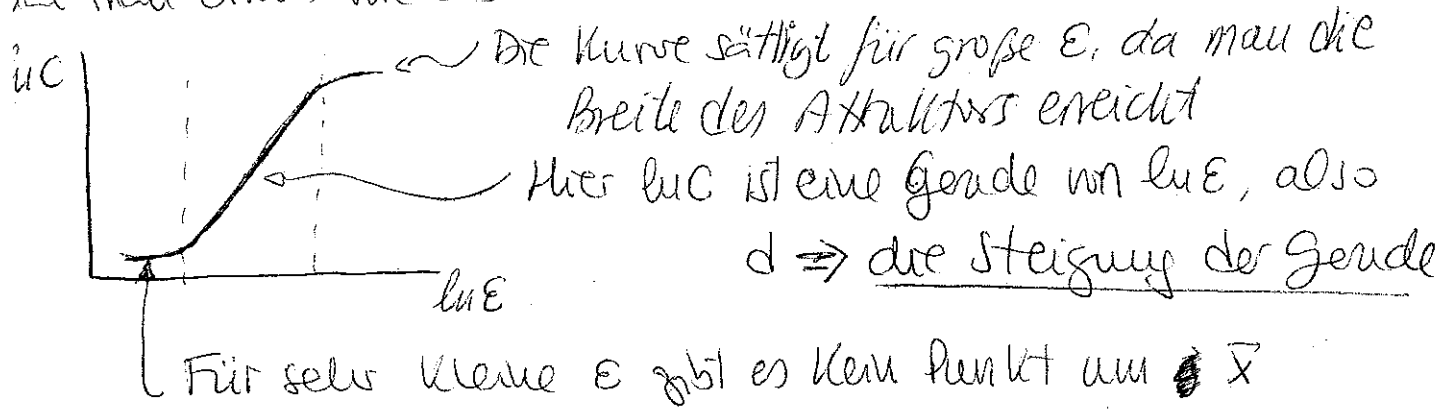 Die Kurve sättigt für große ε, da man die
lnC
Breite des Attraktors erreicht
Hier lnC ist eine Gerade von lnε, also
d ⇒ die Steigung der Gerade
lnε
Für sehr kleine ε gibt es kein Punkt um x̄